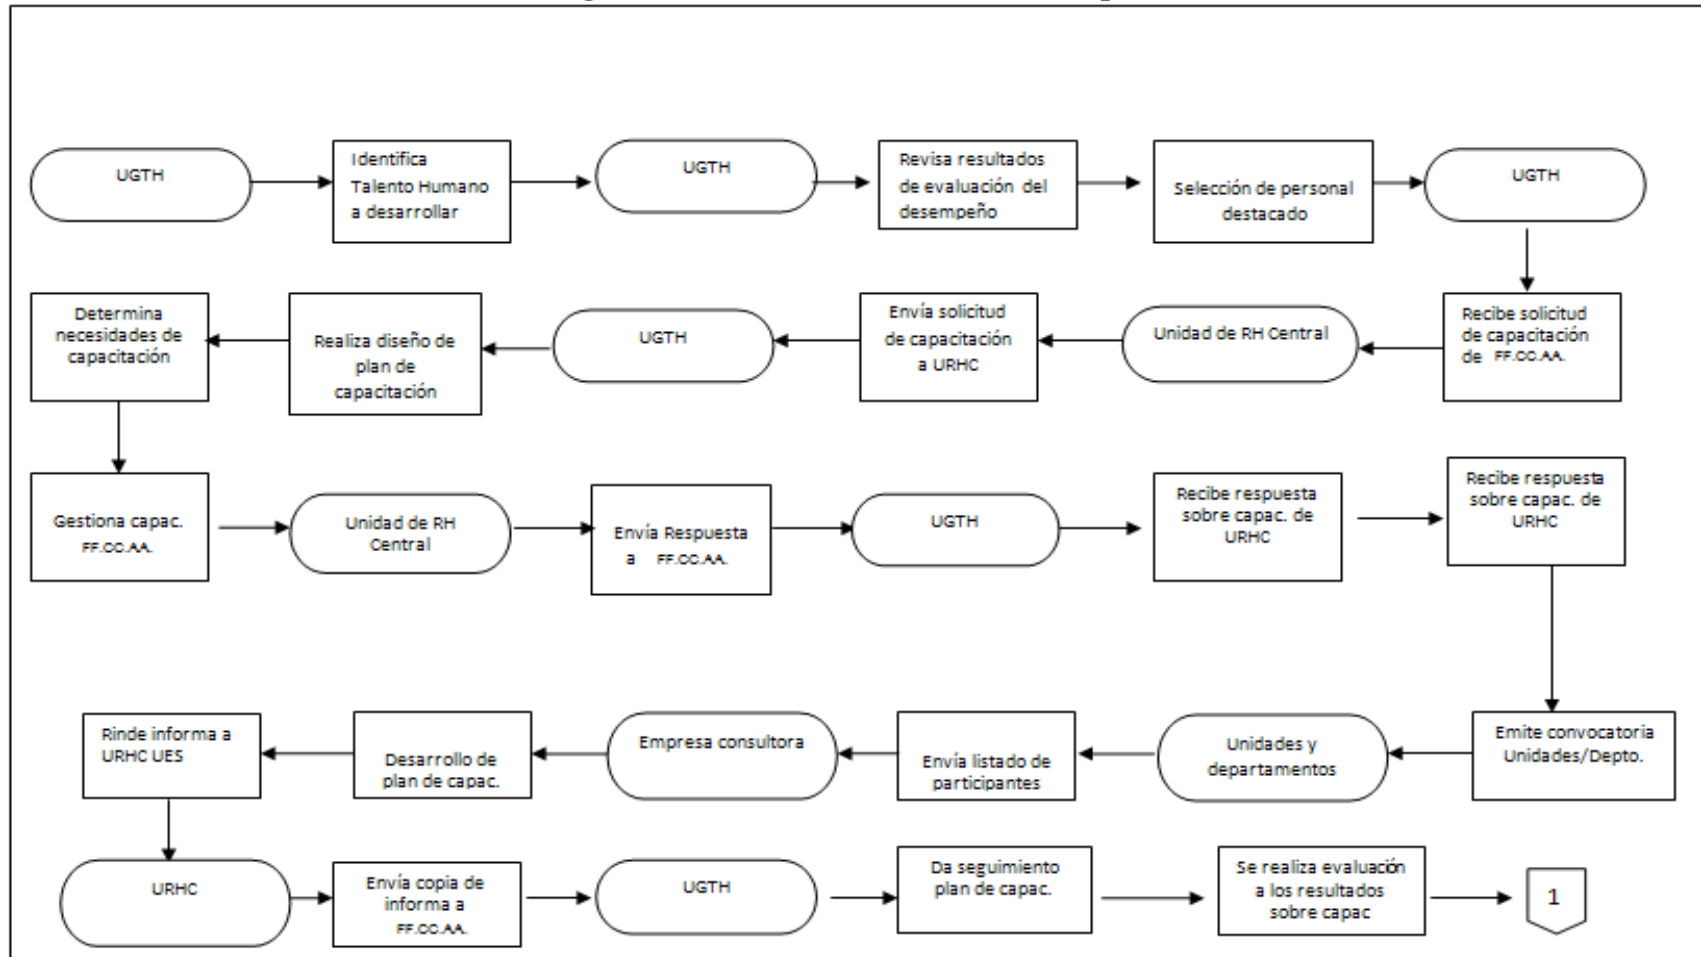 UGTH
Identifica
Talento Humano
a desarrollar
UGTH
Revisa resultados
de evaluación del
desempeño
Selección de personal
destacado
UGTH
Determina
necesidades de
capacitación
Realiza diseño de
plan de
capacitación
UGTH
Envía solicitud
de capacitación
a URHC
Unidad de RH Central
Recibe solicitud
de capacitación
de FF.CC.AA.
Gestiona capac.
FF.CC.AA.
Unidad de RH
Central
Envía Respuesta
a FF.CC.AA.
UGTH
Recibe respuesta
sobre capac. de
URHC
Recibe respuesta
sobre capac. de
URHC
Rinde informa a
URHC UES
Desarrollo de
plan de capac.
Empresa consultora
Envía listado de
participantes
Unidades y
departamentos
Emite convocatoria
Unidades/Depto.
URHC
Envía copia de
informa a
FF.CC.AA.
UGTH
Da seguimiento
plan de capac.
Se realiza evaluación
a los resultados
sobre capac
1